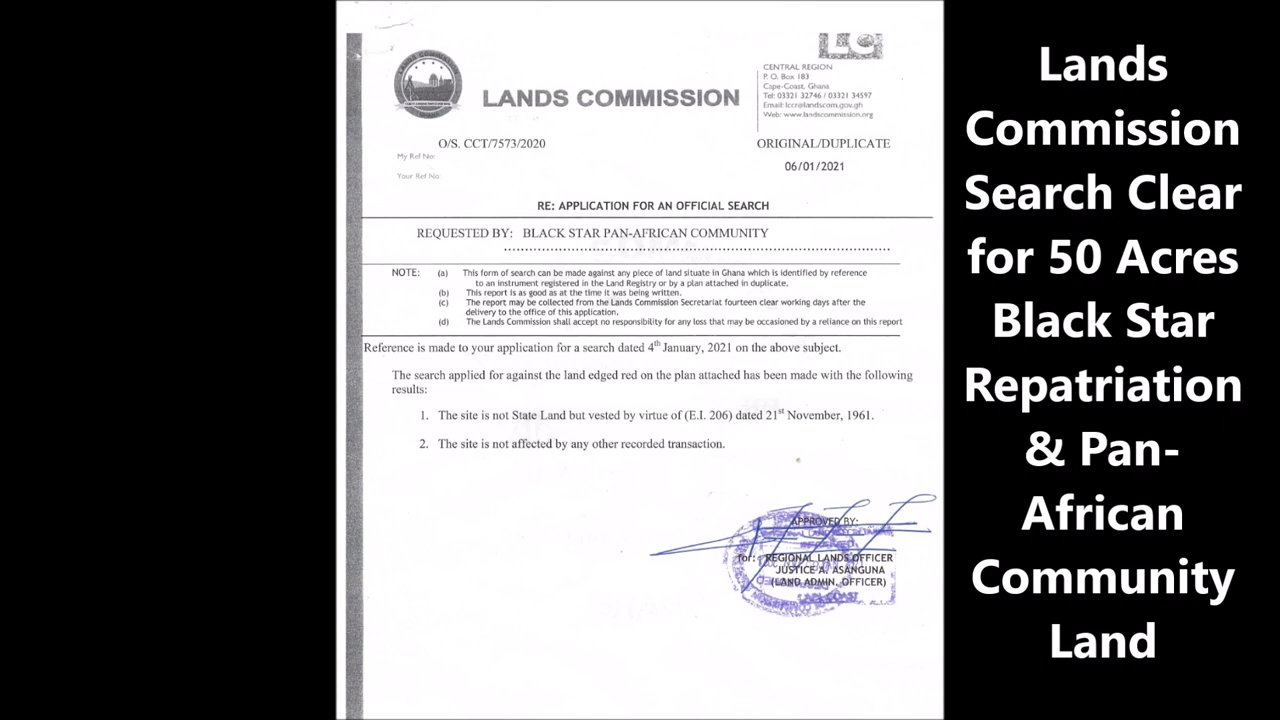 LANDS COMMISSION
CENTRAL REGION
P. O. Box 183
Cape-Coast, Ghana
Tel: 03321 32746 / 03321 34597
Email: lccr@landscom.gov.gh
Web: www.landscommission.org
O/S. CCT/7573/2020
ORIGINAL/DUPLICATE
My Ref No:
06/01/2021
Your Ref No:
RE: APPLICATION FOR AN OFFICIAL SEARCH
REQUESTED BY: BLACK STAR PAN-AFRICAN COMMUNITY
NOTE: (a) This form of search can be made against any piece of land situate in Ghana which is identified by reference
to an instrument registered in the Land Registry or by a plan attached in duplicate.
(b) This report is as good as at the time it was being written.
(c) The report may be collected from the Lands Commission Secretariat fourteen clear working days after the
delivery to the office of this application.
(d) The Lands Commission shall accept no responsibility for any loss that may be occasioned by a reliance on this report
Reference is made to your application for a search dated 4th January, 2021 on the above subject.
The search applied for against the land edged red on the plan attached has been made with the following
results:
1. The site is not State Land but vested by virtue of (E.I. 206) dated 21st November, 1961.
2. The site is not affected by any other recorded transaction.
APPROVED BY:
for: REGIONAL LANDS OFFICER
JUSTICE A. ASANGUNA
(LAND ADMIN. OFFICER)
Lands
Commission
Search Clear
for 50 Acres
Black Star
Repatriation
& Pan-
African
Community
Land